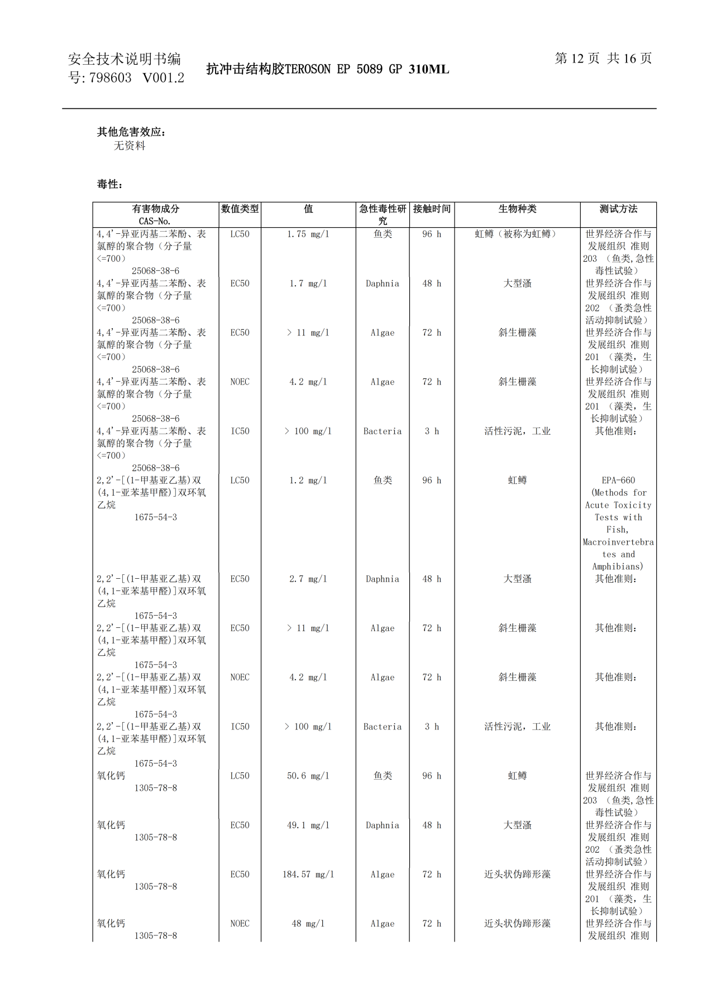 安全技术说明书编
号: 798603 V001.2
抗冲击结构胶TEROSON EP 5089 GP 310ML
第 12 页 共 16 页
其他危害效应：
无资料
毒性：
有害物成分
CAS-No.
数值类型
值
急性毒性研
究
接触时间
生物种类
测试方法
4,4'-异亚丙基二苯酚、表
氯醇的聚合物（分子量
<=700）
25068-38-6
LC50
1.75 mg/l
鱼类
96 h
虹鳟（被称为虹鳟）
世界经济合作与
发展组织 准则
203 （鱼类,急性
毒性试验）
4,4'-异亚丙基二苯酚、表
氯醇的聚合物（分子量
<=700）
25068-38-6
EC50
1.7 mg/l
Daphnia
48 h
大型溞
世界经济合作与
发展组织 准则
202 （蚤类急性
活动抑制试验）
4,4'-异亚丙基二苯酚、表
氯醇的聚合物（分子量
<=700）
25068-38-6
EC50
> 11 mg/l
Algae
72 h
斜生栅藻
世界经济合作与
发展组织 准则
201 （藻类，生
长抑制试验）
4,4'-异亚丙基二苯酚、表
氯醇的聚合物（分子量
<=700）
25068-38-6
NOEC
4.2 mg/l
Algae
72 h
斜生栅藻
世界经济合作与
发展组织 准则
201 （藻类，生
长抑制试验）
4,4'-异亚丙基二苯酚、表
氯醇的聚合物（分子量
<=700）
25068-38-6
IC50
> 100 mg/l
Bacteria
3 h
活性污泥，工业
其他准则：
2,2'-[(1-甲基亚乙基)双
(4,1-亚苯基甲醛)]双环氧
乙烷
1675-54-3
LC50
1.2 mg/l
鱼类
96 h
虹鳟
EPA-660
(Methods for
Acute Toxicity
Tests with
Fish,
Macroinvertebra
tes and
Amphibians)
2,2'-[(1-甲基亚乙基)双
(4,1-亚苯基甲醛)]双环氧
乙烷
1675-54-3
EC50
2.7 mg/l
Daphnia
48 h
大型溞
其他准则：
2,2'-[(1-甲基亚乙基)双
(4,1-亚苯基甲醛)]双环氧
乙烷
1675-54-3
EC50
> 11 mg/l
Algae
72 h
斜生栅藻
其他准则：
2,2'-[(1-甲基亚乙基)双
(4,1-亚苯基甲醛)]双环氧
乙烷
1675-54-3
NOEC
4.2 mg/l
Algae
72 h
斜生栅藻
其他准则：
2,2'-[(1-甲基亚乙基)双
(4,1-亚苯基甲醛)]双环氧
乙烷
1675-54-3
IC50
> 100 mg/l
Bacteria
3 h
活性污泥，工业
其他准则：
氧化钙
1305-78-8
LC50
50.6 mg/l
鱼类
96 h
虹鳟
世界经济合作与
发展组织 准则
203 （鱼类,急性
毒性试验）
氧化钙
1305-78-8
EC50
49.1 mg/l
Daphnia
48 h
大型溞
世界经济合作与
发展组织 准则
202 （蚤类急性
活动抑制试验）
氧化钙
1305-78-8
EC50
184.57 mg/l
Algae
72 h
近头状伪蹄形藻
世界经济合作与
发展组织 准则
201 （藻类，生
长抑制试验）
氧化钙
1305-78-8
NOEC
48 mg/l
Algae
72 h
近头状伪蹄形藻
世界经济合作与
发展组织 准则